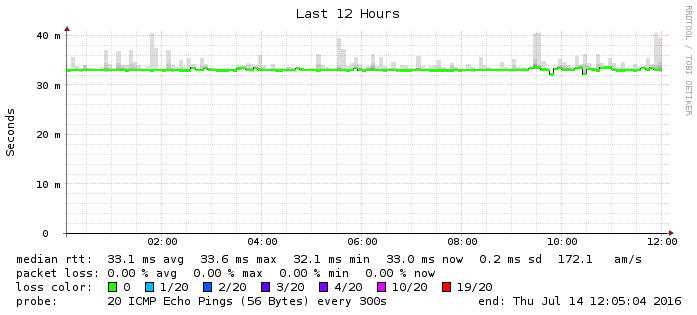 Last 12 Hours
RRDTOOL / TOBI OETIKER
Seconds
40 m
30 m
20 m
10 m
0
02:00 04:00 06:00 08:00 10:00 12:00
median rtt: 33.1 ms avg 33.6 ms max 32.1 ms min 33.0 ms now 0.2 ms sd 172.1 am/s
packet loss: 0.00 % avg 0.00 % max 0.00 % min 0.00 % now
loss color: 0 1/20 2/20 3/20 4/20 10/20 19/20
probe: 20 ICMP Echo Pings (56 Bytes) every 300s end: Thu Jul 14 12:05:04 2016